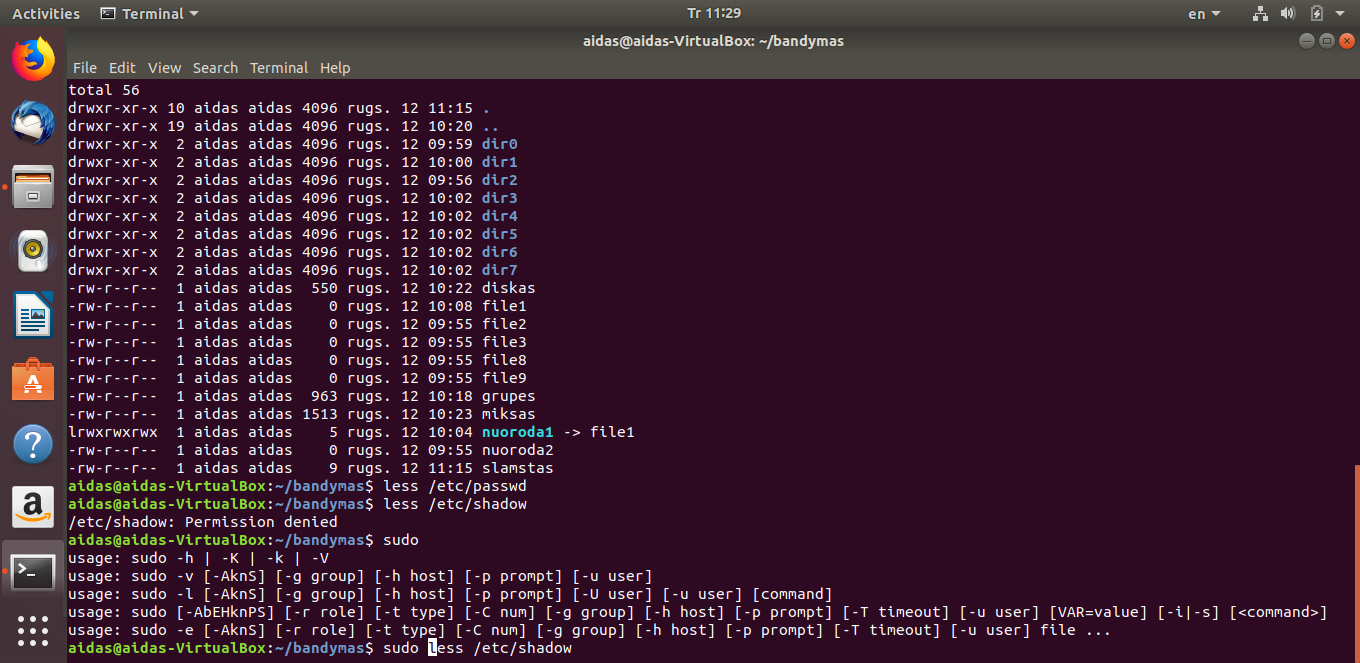 Activities Terminal Tr 11:29 en
aidas@aidas-VirtualBox: ~/bandymas
File Edit View Search Terminal Help
total 56
drwxr-xr-x 10 aidas aidas 4096 rugs. 12 11:15 .
drwxr-xr-x 19 aidas aidas 4096 rugs. 12 10:20 ..
drwxr-xr-x  2 aidas aidas 4096 rugs. 12 09:59 dir0
drwxr-xr-x  2 aidas aidas 4096 rugs. 12 10:00 dir1
drwxr-xr-x  2 aidas aidas 4096 rugs. 12 09:56 dir2
drwxr-xr-x  2 aidas aidas 4096 rugs. 12 10:02 dir3
drwxr-xr-x  2 aidas aidas 4096 rugs. 12 10:02 dir4
drwxr-xr-x  2 aidas aidas 4096 rugs. 12 10:02 dir5
drwxr-xr-x  2 aidas aidas 4096 rugs. 12 10:02 dir6
drwxr-xr-x  2 aidas aidas 4096 rugs. 12 10:02 dir7
-rw-r--r--  1 aidas aidas  550 rugs. 12 10:22 diskas
-rw-r--r--  1 aidas aidas    0 rugs. 12 10:08 file1
-rw-r--r--  1 aidas aidas    0 rugs. 12 09:55 file2
-rw-r--r--  1 aidas aidas    0 rugs. 12 09:55 file3
-rw-r--r--  1 aidas aidas    0 rugs. 12 09:55 file8
-rw-r--r--  1 aidas aidas    0 rugs. 12 09:55 file9
-rw-r--r--  1 aidas aidas  963 rugs. 12 10:18 grupes
-rw-r--r--  1 aidas aidas 1513 rugs. 12 10:23 miksas
lrwxrwxrwx  1 aidas aidas    5 rugs. 12 10:04 nuoroda1 -> file1
-rw-r--r--  1 aidas aidas    0 rugs. 12 09:55 nuoroda2
-rw-r--r--  1 aidas aidas    9 rugs. 12 11:15 slamstas
aidas@aidas-VirtualBox:~/bandymas$ less /etc/passwd
aidas@aidas-VirtualBox:~/bandymas$ less /etc/shadow
/etc/shadow: Permission denied
aidas@aidas-VirtualBox:~/bandymas$ sudo
usage: sudo -h | -K | -k | -V
usage: sudo -v [-AknS] [-g group] [-h host] [-p prompt] [-u user]
usage: sudo -l [-AknS] [-g group] [-h host] [-p prompt] [-U user] [-u user] [command]
usage: sudo [-AbEHknPS] [-r role] [-t type] [-C num] [-g group] [-h host] [-p prompt] [-T timeout] [-u user] [VAR=value] [-i|-s] [<command>]
usage: sudo -e [-AknS] [-r role] [-t type] [-C num] [-g group] [-h host] [-p prompt] [-T timeout] [-u user] file ...
aidas@aidas-VirtualBox:~/bandymas$ sudo less /etc/shadow